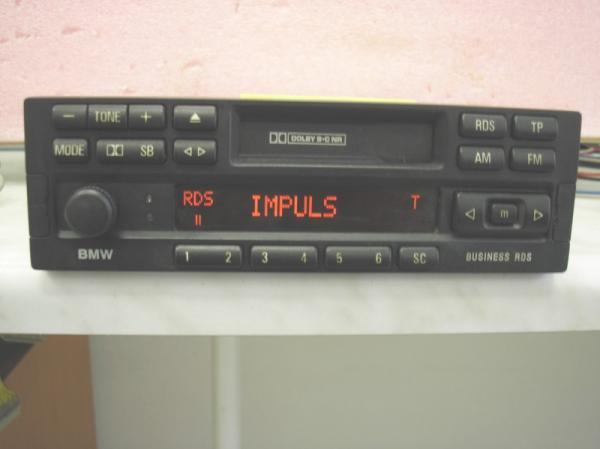 − TONE +
DOLBY B-C NR
RDS TP
MODE SB
AM FM
RDS IMPULS T
II
m
BMW
1 2 3 4 5 6 SC
BUSINESS RDS